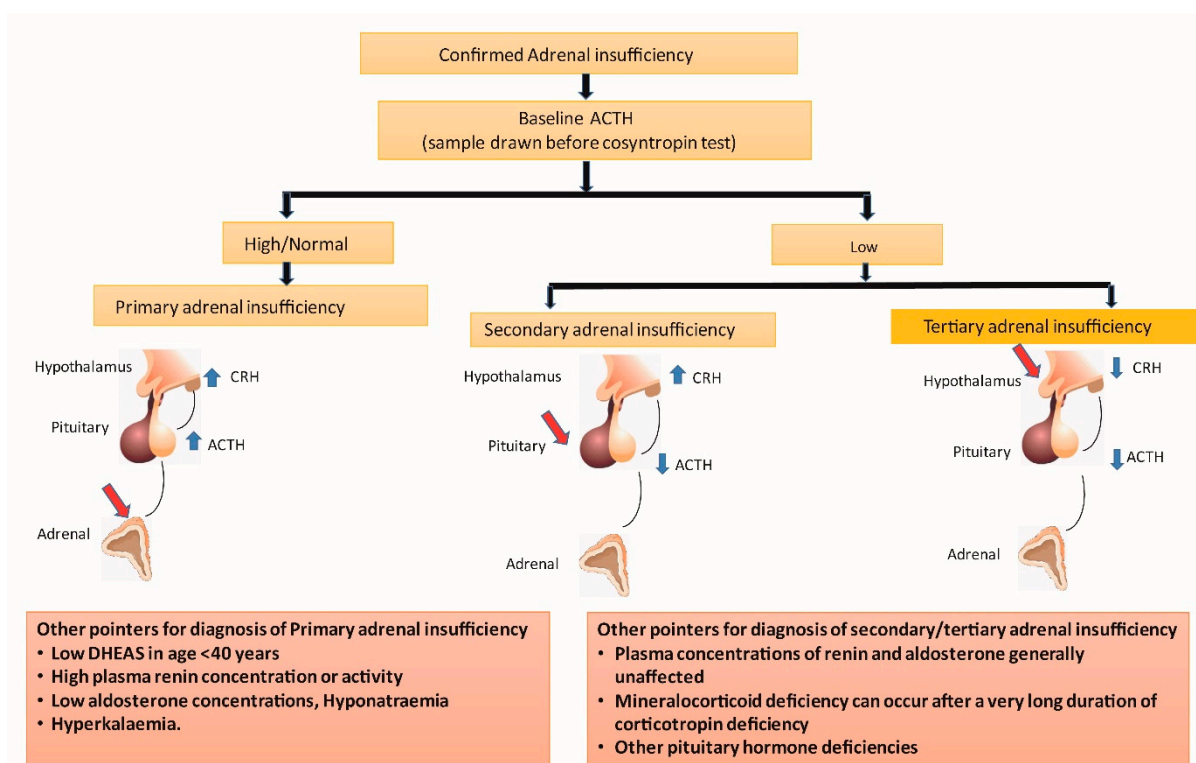 Confirmed Adrenal insufficiency
Baseline ACTH
(sample drawn before cosyntropin test)
High/Normal
Low
Primary adrenal insufficiency
Secondary adrenal insufficiency
Tertiary adrenal insufficiency
Hypothalamus
CRH
Pituitary
ACTH
Adrenal
Hypothalamus
CRH
Pituitary
ACTH
Adrenal
Hypothalamus
CRH
Pituitary
ACTH
Adrenal
Other pointers for diagnosis of Primary adrenal insufficiency
• Low DHEAS in age <40 years
• High plasma renin concentration or activity
• Low aldosterone concentrations, Hyponatraemia
• Hyperkalaemia.
Other pointers for diagnosis of secondary/tertiary adrenal insufficiency
• Plasma concentrations of renin and aldosterone generally
unaffected
• Mineralocorticoid deficiency can occur after a very long duration of
corticotropin deficiency
• Other pituitary hormone deficiencies